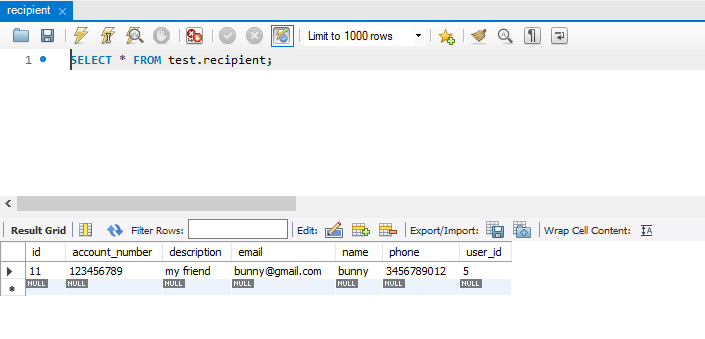 recipient
Limit to 1000 rows
1 SELECT * FROM test.recipient;
Result Grid Filter Rows: Edit: Export/Import: Wrap Cell Content: IA
id account_number description email name phone user_id
11 123456789 my friend bunny@gmail.com bunny 3456789012 5
NULL NULL NULL NULL NULL NULL NULL